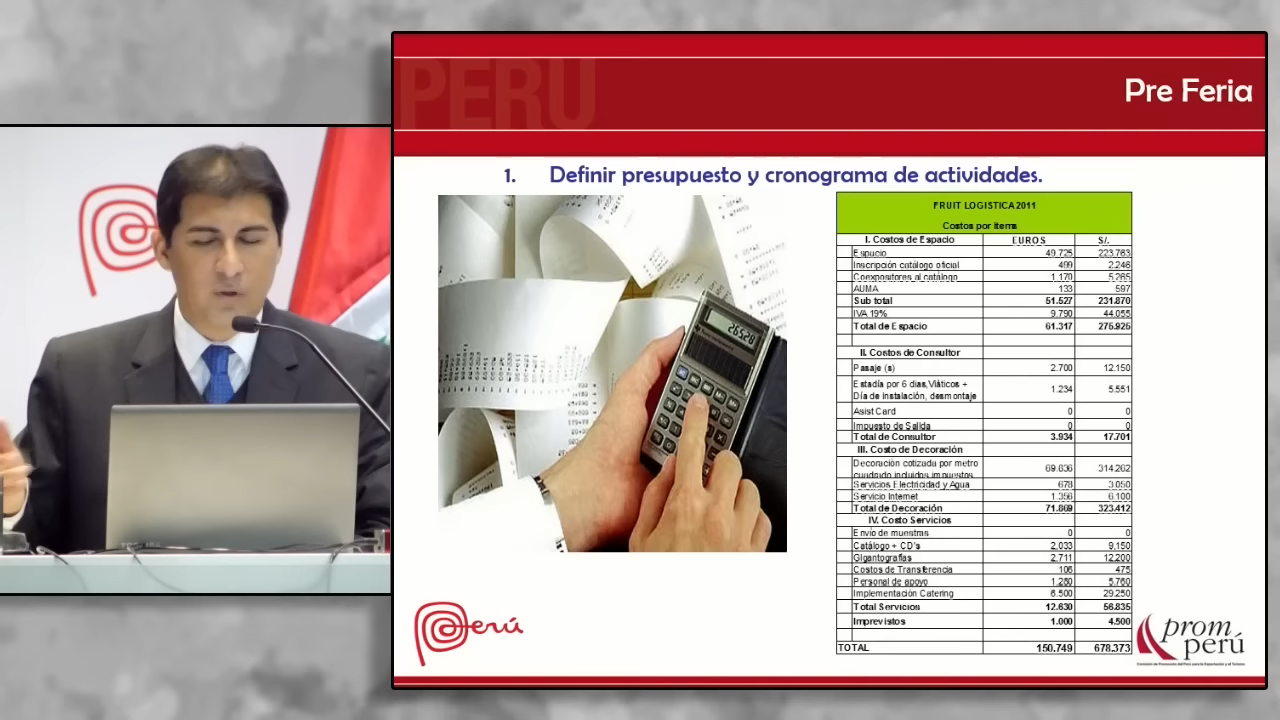 PERU
Pre Feria
1. Definir presupuesto y cronograma de actividades.
FRUIT LOGISTICA 2011
Costos por Items
I. Costos de Espacio EUROS S/.
Espacio 49.725 223.763
Inscripción catálogo oficial 499 2.246
Coexpositores al catálogo 1.170 5.265
AUMA 133 597
Sub total 51.527 231.870
IVA 19% 9.790 44.055
Total de Espacio 61.317 275.925
II. Costos de Consultor
Pasaje (s) 2.700 12.150
Estadía por 6 dias,Viáticos +
Día de instalación, desmontaje 1.234 5.551
Asist Card 0 0
Impuesto de Salida 0 0
Total de Consultor 3.934 17.701
III. Costo de Decoración
Decoración cotizada por metro
cuadrado incluidos impuestos 69.836 314.262
Servicios Electricidad y Agua 678 3.050
Servicio Internet 1.356 6.100
Total de Decoración 71.869 323.412
IV. Costo Servicios
Envío de muestras 0 0
Catálogo + CD's 2.033 9.150
Gigantografías 2.711 12.200
Costos de Transferencia 106 475
Personal de apoyo 1.280 5.760
Implementación Catering 6.500 29.250
Total Servicios 12.630 56.835
Imprevistos 1.000 4.500
TOTAL 150.749 678.373
Perú
prom
perú